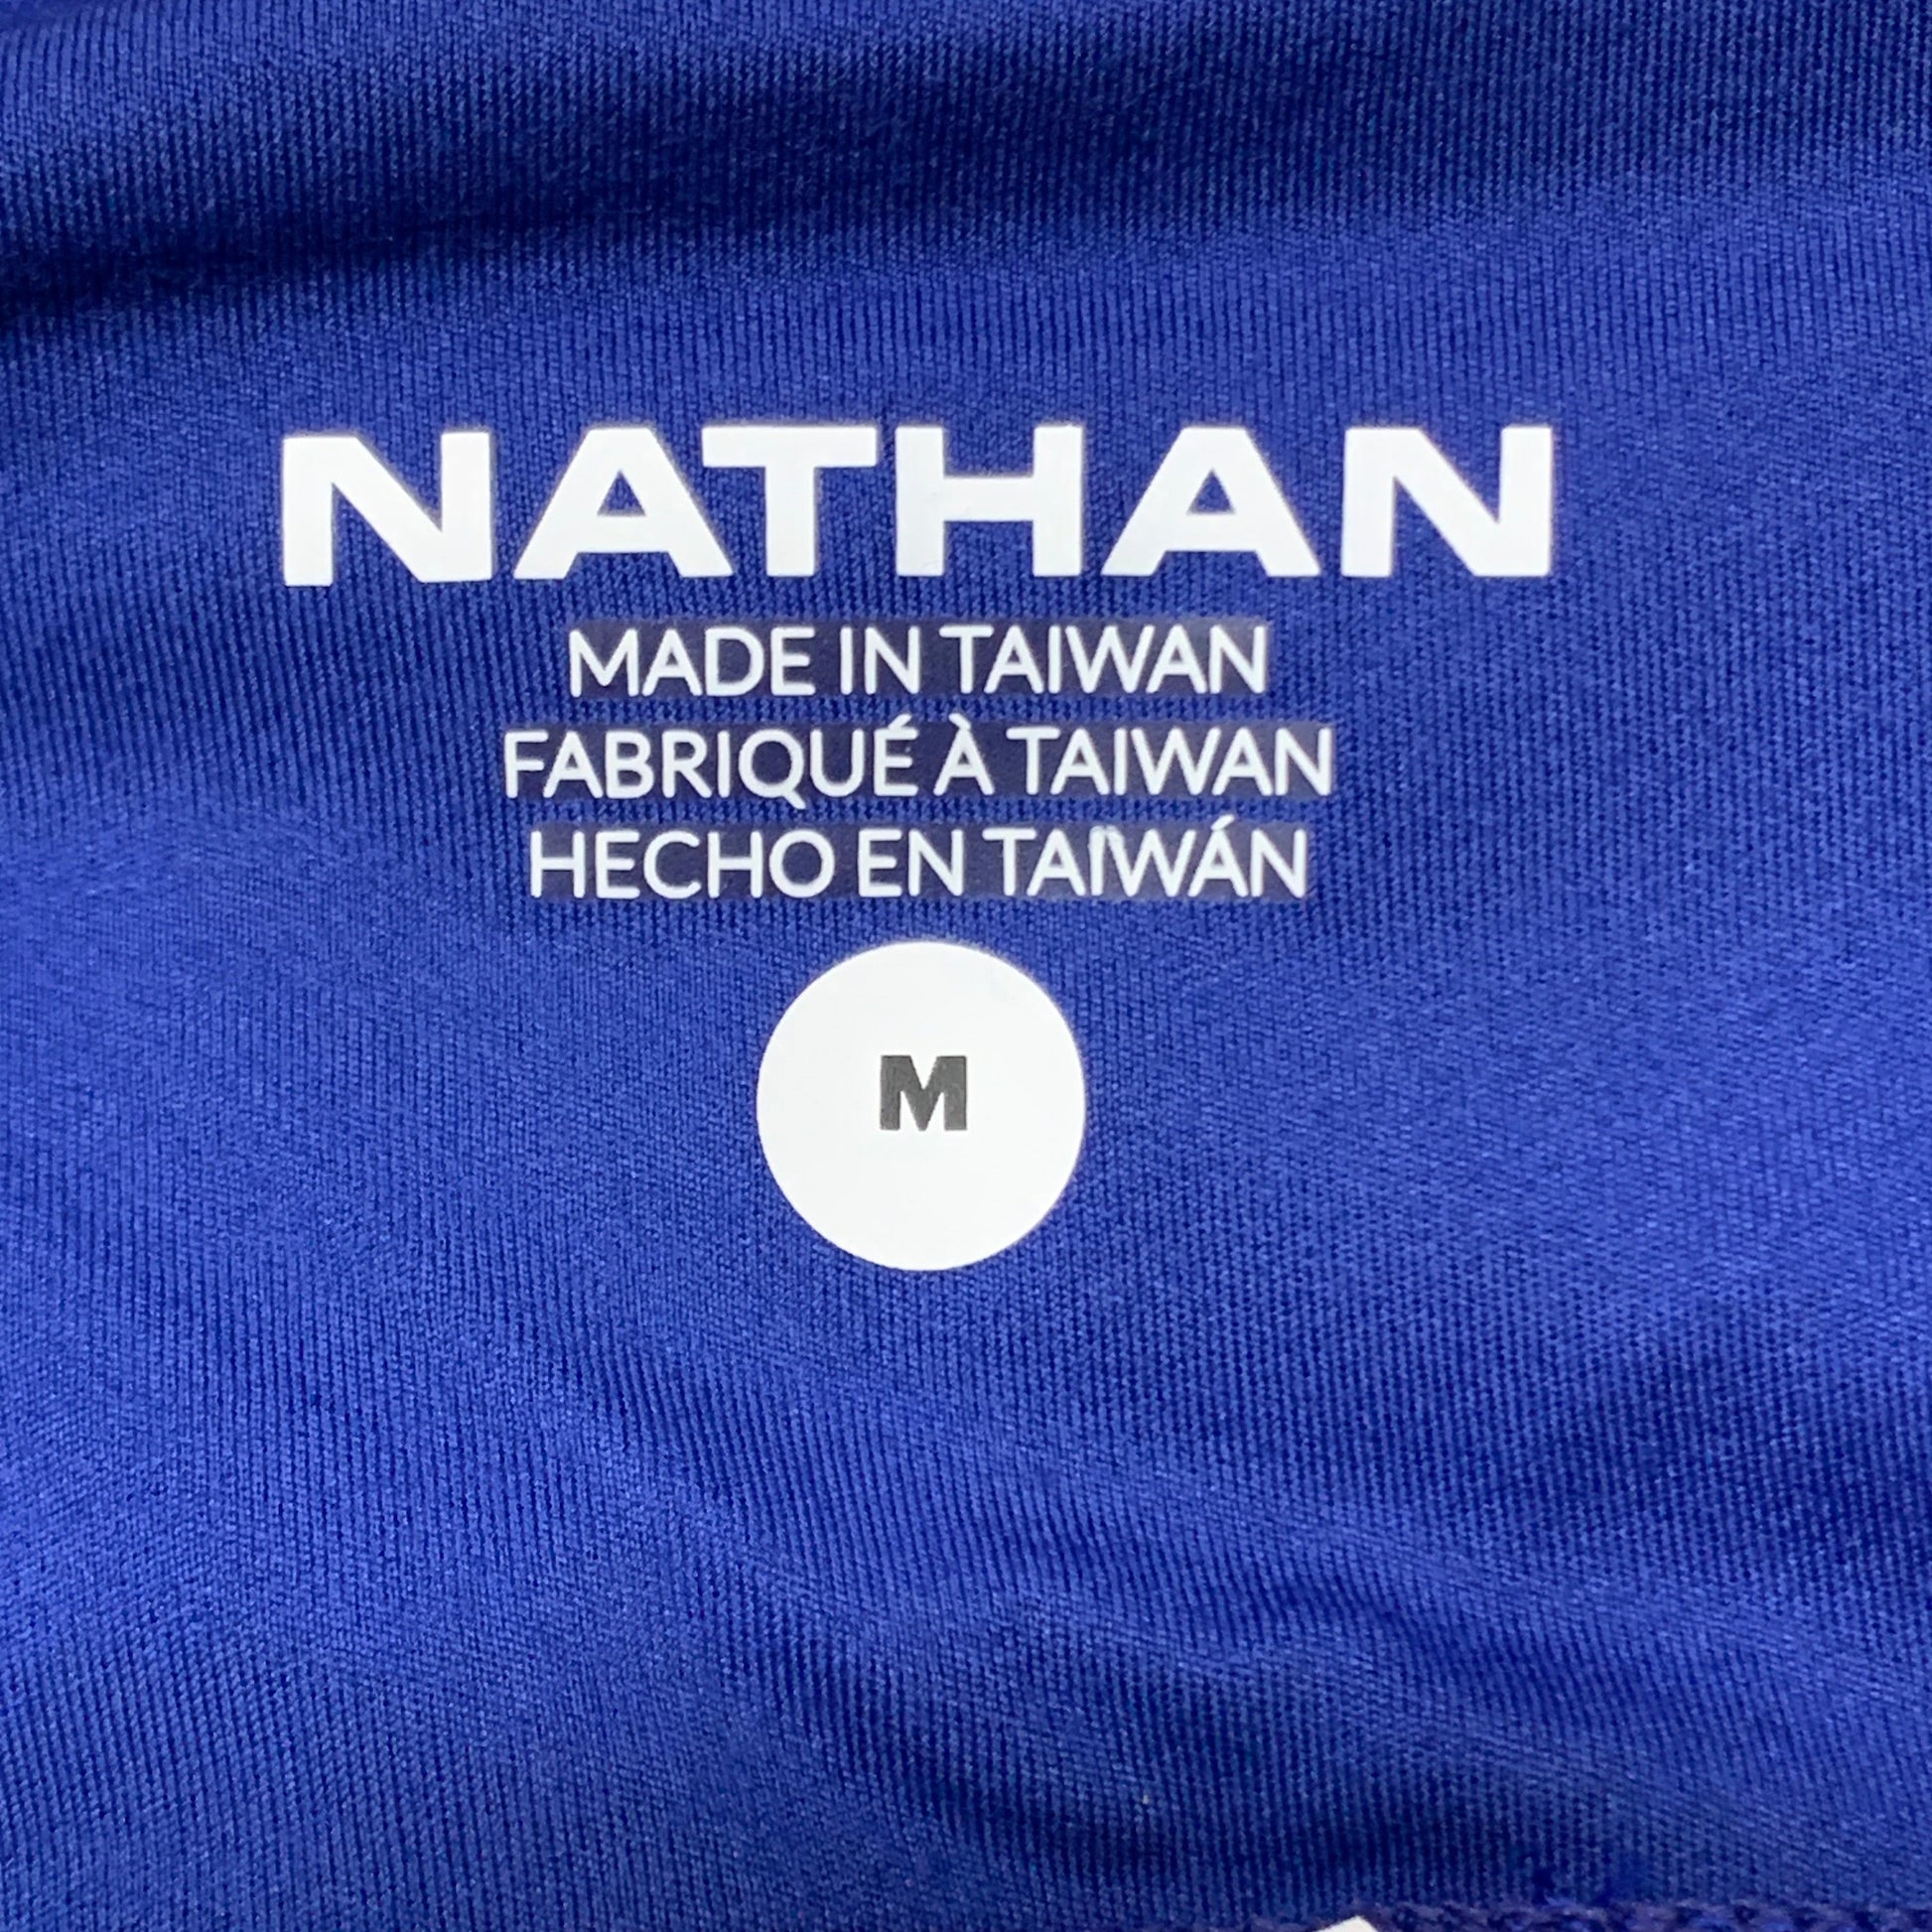 NATHAN
MADE IN TAIWAN
FABRIQUÉ À TAIWAN
HECHO EN TAIWÁN
M